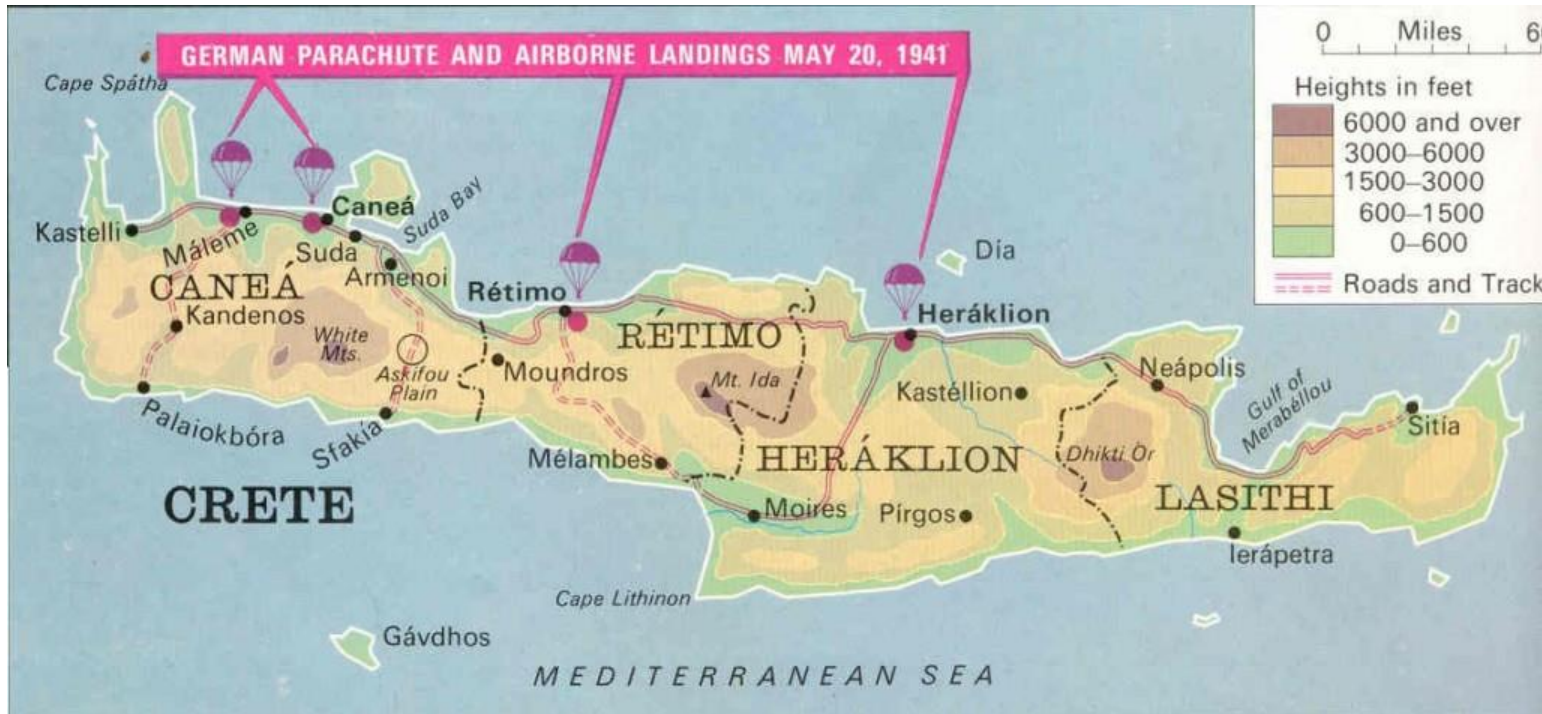 GERMAN PARACHUTE AND AIRBORNE LANDINGS MAY 20, 1941
0 Miles
Heights in feet
6000 and over
3000–6000
1500–3000
600–1500
0–600
Roads and Track
Cape Spátha
Kastelli
Máleme
Caneá
Suda
Suda Bay
Armenoi
CANEÁ
Kandenos
White
Mts.
Askifou
Plain
Palaiokbóra
Sfakía
Rétimo
RÉTIMO
Moundros
Mt. Ida
Mélambes
Día
Heráklion
Kastéllion
HERÁKLION
Moires
Pírgos
Neápolis
Gulf of
Merabéllou
Sitía
Dhikti Ór
LASITHI
Ierápetra
CRETE
Cape Lithinon
Gávdhos
MEDITERRANEAN SEA